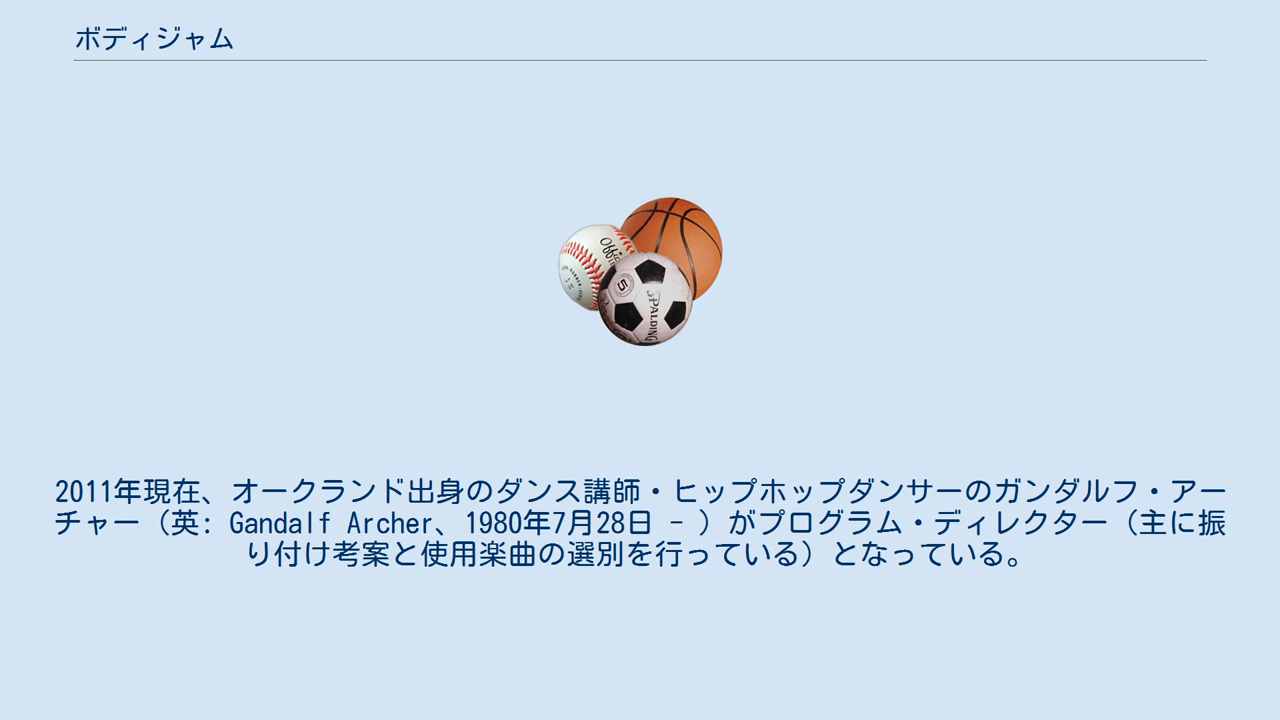 ボディジャム
Offic
5
SPALDING
2011年現在、オークランド出身のダンス講師・ヒップホップダンサーのガンダルフ・アー
チャー（英: Gandalf Archer、1980年7月28日 - ）がプログラム・ディレクター（主に振
り付け考案と使用楽曲の選別を行っている）となっている。